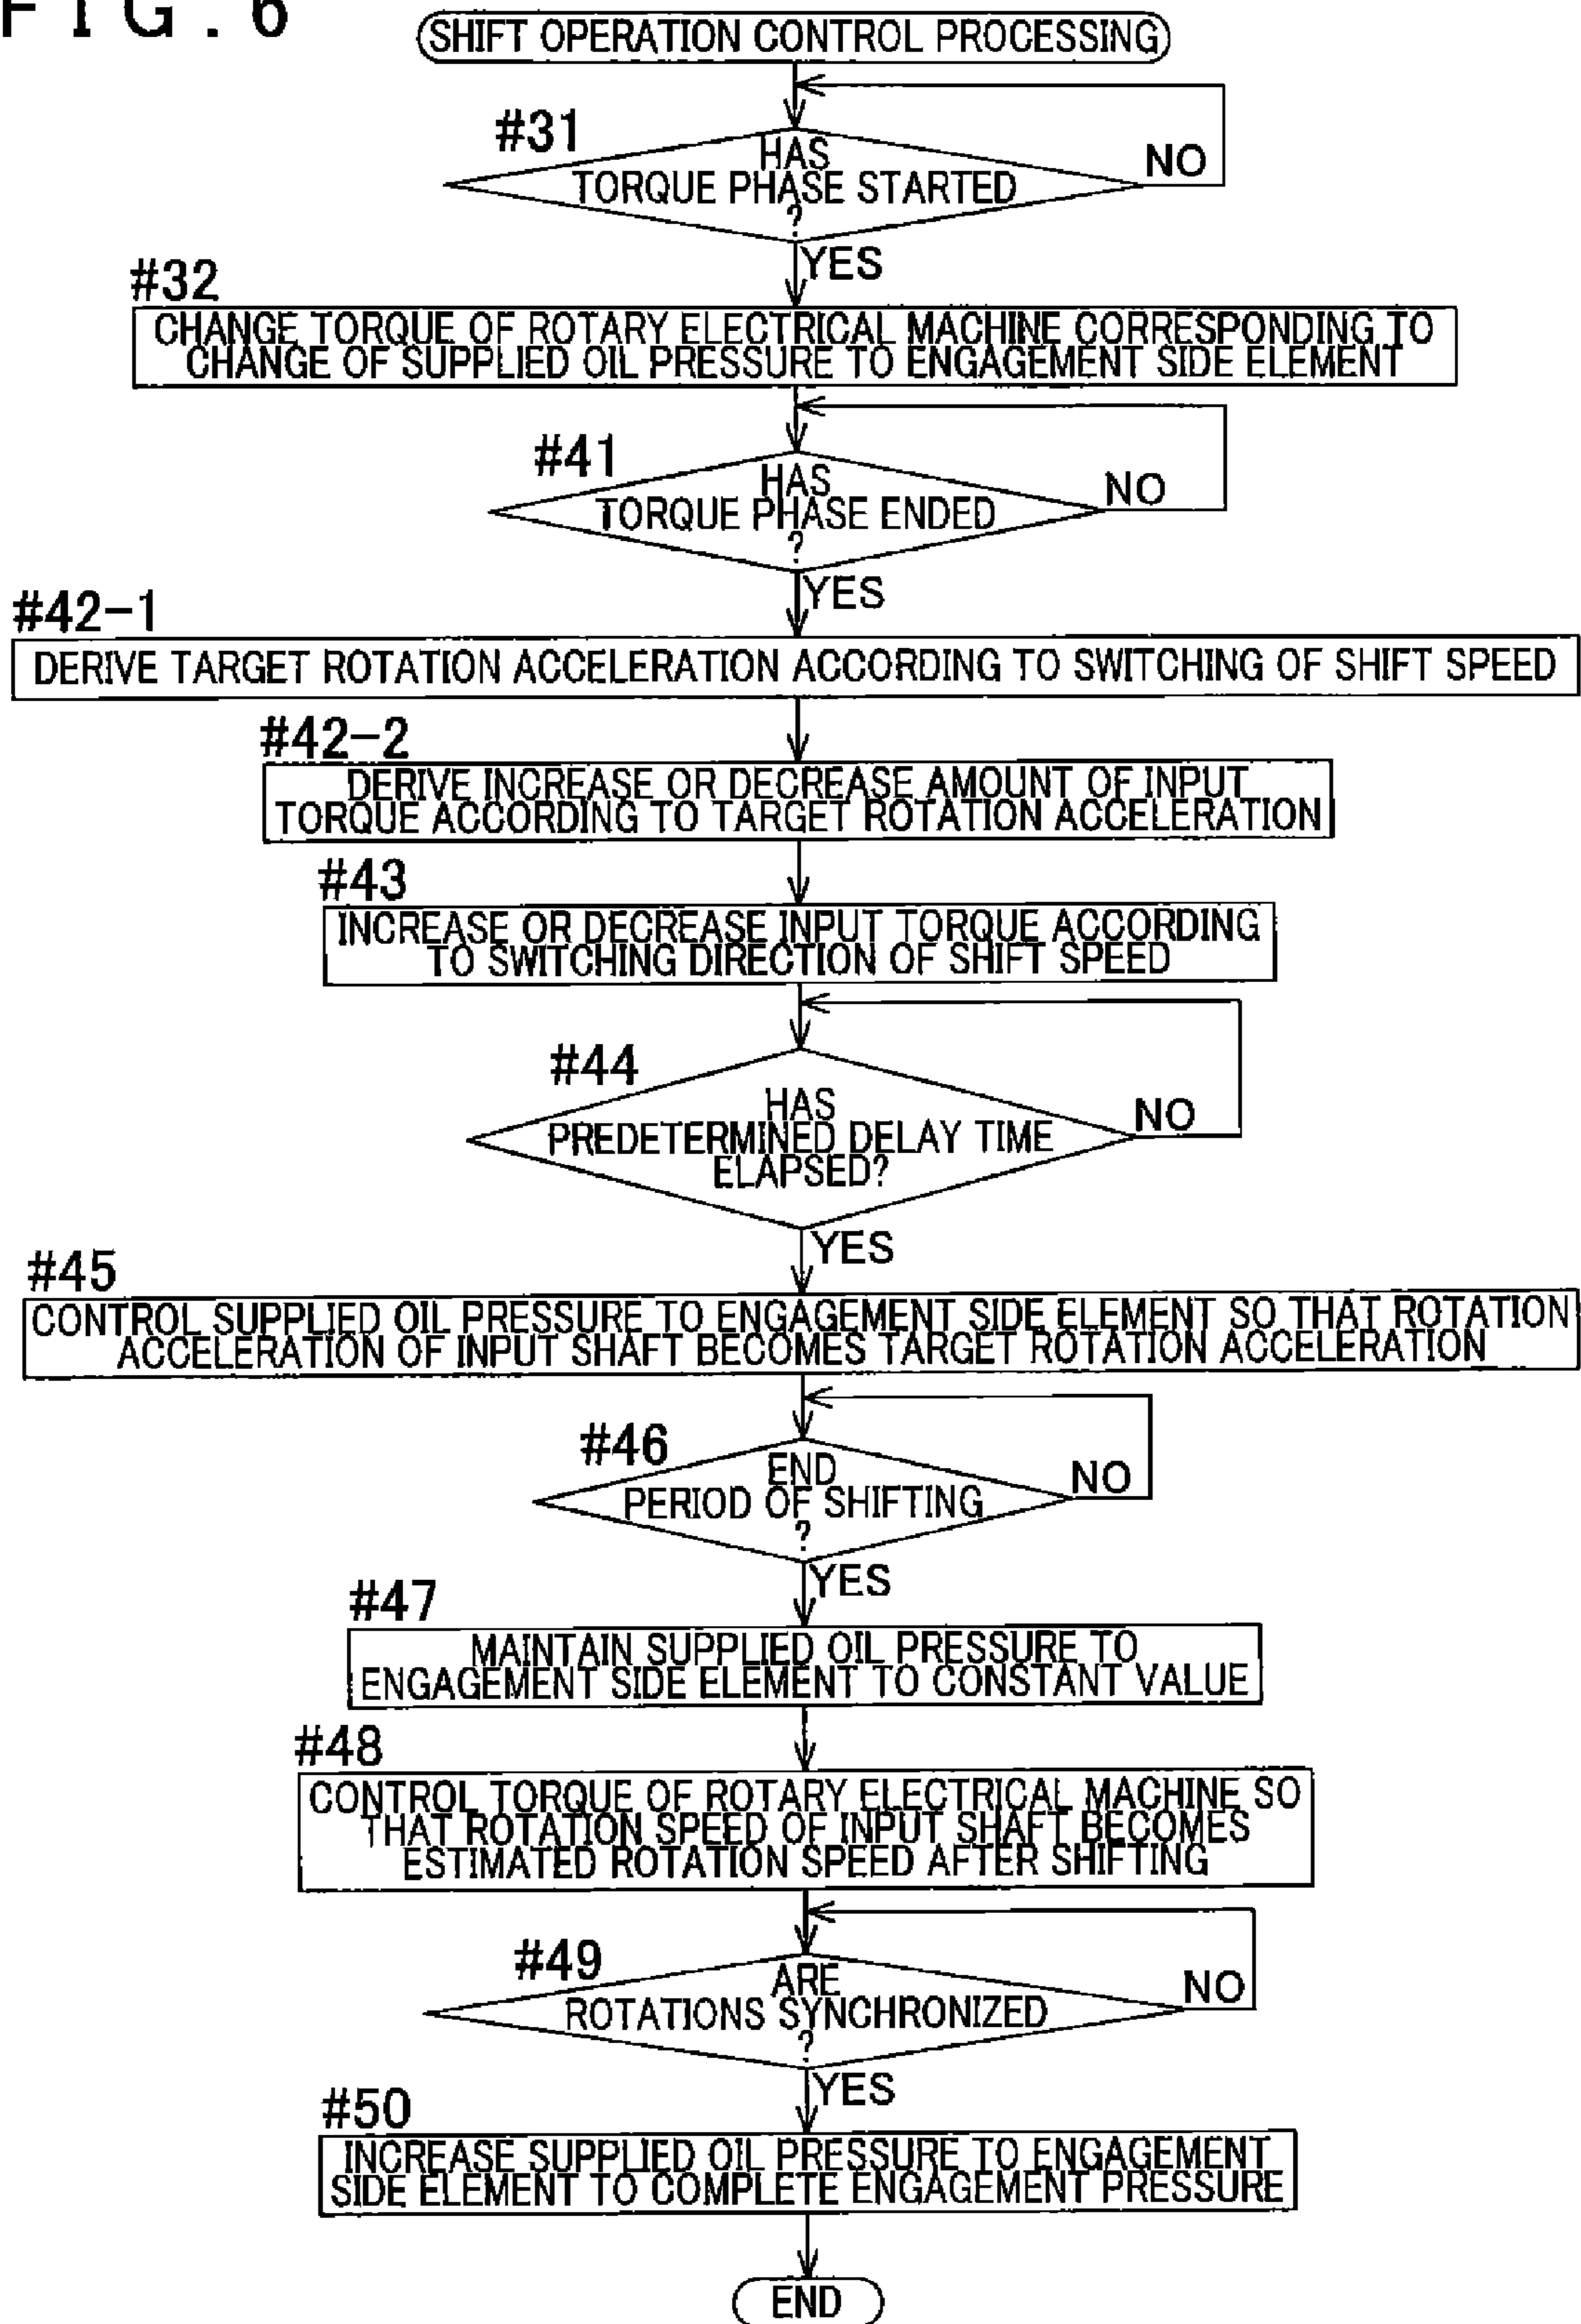 FIG.6
SHIFT OPERATION CONTROL PROCESSING
#31
HAS
TORQUE PHASE STARTED
?
NO
YES
#32
CHANGE TORQUE OF ROTARY ELECTRICAL MACHINE CORRESPONDING TO
CHANGE OF SUPPLIED OIL PRESSURE TO ENGAGEMENT SIDE ELEMENT
#41
HAS
TORQUE PHASE ENDED
?
NO
YES
#42-1
DERIVE TARGET ROTATION ACCELERATION ACCORDING TO SWITCHING OF SHIFT SPEED
#42-2
DERIVE INCREASE OR DECREASE AMOUNT OF INPUT
TORQUE ACCORDING TO TARGET ROTATION ACCELERATION
#43
INCREASE OR DECREASE INPUT TORQUE ACCORDING
TO SWITCHING DIRECTION OF SHIFT SPEED
#44
HAS
PREDETERMINED DELAY TIME
ELAPSED?
NO
YES
#45
CONTROL SUPPLIED OIL PRESSURE TO ENGAGEMENT SIDE ELEMENT SO THAT ROTATION
ACCELERATION OF INPUT SHAFT BECOMES TARGET ROTATION ACCELERATION
#46
END
PERIOD OF SHIFTING
?
NO
YES
#47
MAINTAIN SUPPLIED OIL PRESSURE TO
ENGAGEMENT SIDE ELEMENT TO CONSTANT VALUE
#48
CONTROL TORQUE OF ROTARY ELECTRICAL MACHINE SO
THAT ROTATION SPEED OF INPUT SHAFT BECOMES
ESTIMATED ROTATION SPEED AFTER SHIFTING
#49
ARE
ROTATIONS SYNCHRONIZED
?
NO
YES
#50
INCREASE SUPPLIED OIL PRESSURE TO ENGAGEMENT
SIDE ELEMENT TO COMPLETE ENGAGEMENT PRESSURE
END